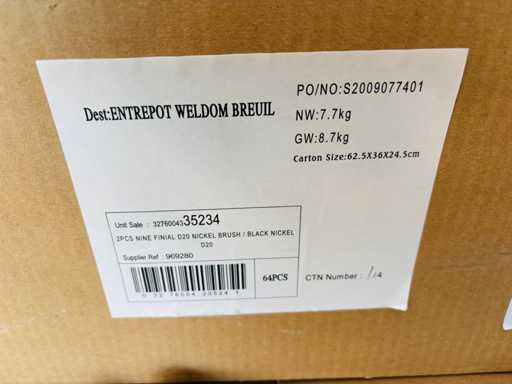 Dest:ENTREPOT WELDOM BREUIL
PO/NO:S2009077401
NW:7.7kg
GW:8.7kg
Carton Size:62.5X36X24.5cm
Unit Sale : 3276004335234
2PCS NINE FINIAL D20 NICKEL BRUSH / BLACK NICKEL
D20
Supplier Ref : 969280
64PCS
CTN Number : 1/4